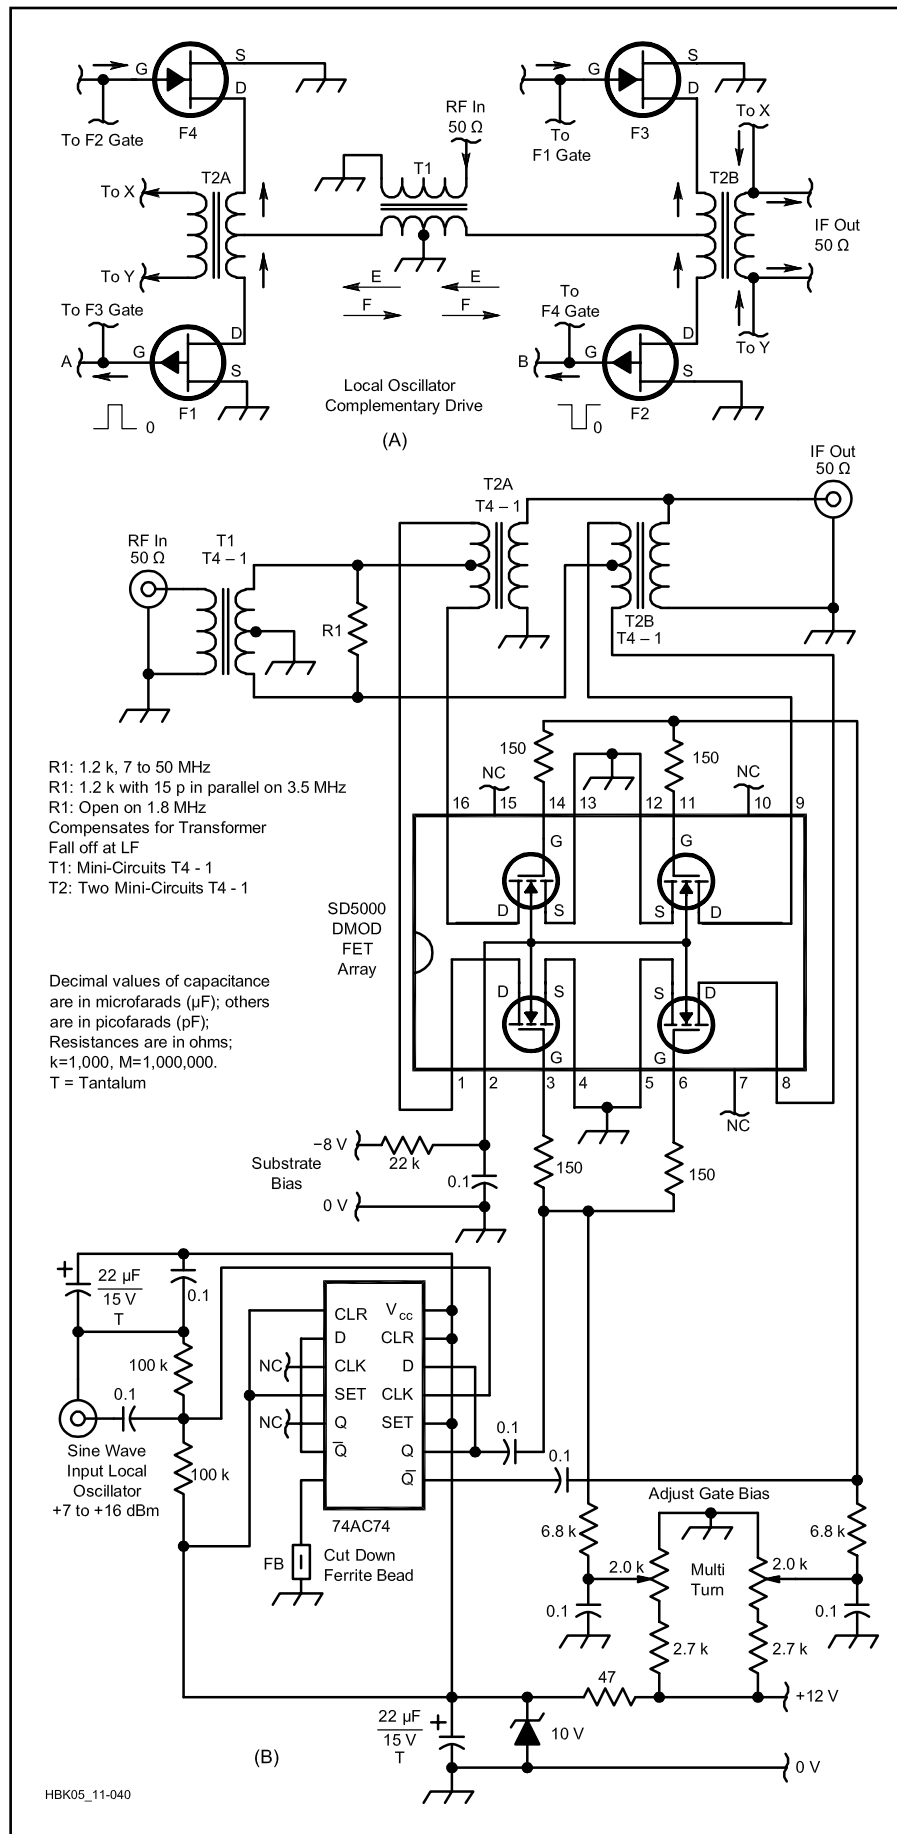 G
S
D
F4
To F2 Gate
RF In
50 Ω
T1
G
S
D
F3
To
F1 Gate
To X
T2A
To X
To Y
T2B
IF Out
50 Ω
To Y
E
F
E
F
To F3 Gate
A
G
D
S
F1
0
Local Oscillator
Complementary Drive
(A)
To
F4 Gate
B
G
D
S
F2
0
IF Out
50 Ω
T2A
T4 – 1
RF In
50 Ω
T1
T4 – 1
R1
T2B
T4 – 1
R1: 1.2 k, 7 to 50 MHz
R1: 1.2 k with 15 p in parallel on 3.5 MHz
R1: Open on 1.8 MHz
Compensates for Transformer
Fall off at LF
T1: Mini-Circuits T4 - 1
T2: Two Mini-Circuits T4 - 1
150
150
NC
NC
16 15 14 13 12 11 10 9
G
G
D
S
S
D
SD5000
DMOD
FET
Array
D
S
S
D
G
G
1 2 3 4 5 6 7 8
NC
Decimal values of capacitance
are in microfarads (µF); others
are in picofarads (pF);
Resistances are in ohms;
k=1,000, M=1,000,000.
T = Tantalum
–8 V
22 k
Substrate
Bias
0.1
0 V
150
150
+
22 µF
15 V
T
0.1
100 k
0.1
100 k
Sine Wave
Input Local
Oscillator
+7 to +16 dBm
NC
NC
CLR
D
CLK
SET
Q
Q̅
Vcc
CLR
D
CLK
SET
Q
Q̅
74AC74
FB
Cut Down
Ferrite Bead
0.1
0.1
Adjust Gate Bias
6.8 k
2.0 k
Multi
Turn
2.0 k
6.8 k
0.1
2.7 k
2.7 k
0.1
47
+12 V
22 µF
15 V
T
+
10 V
0 V
(B)
HBK05_11-040